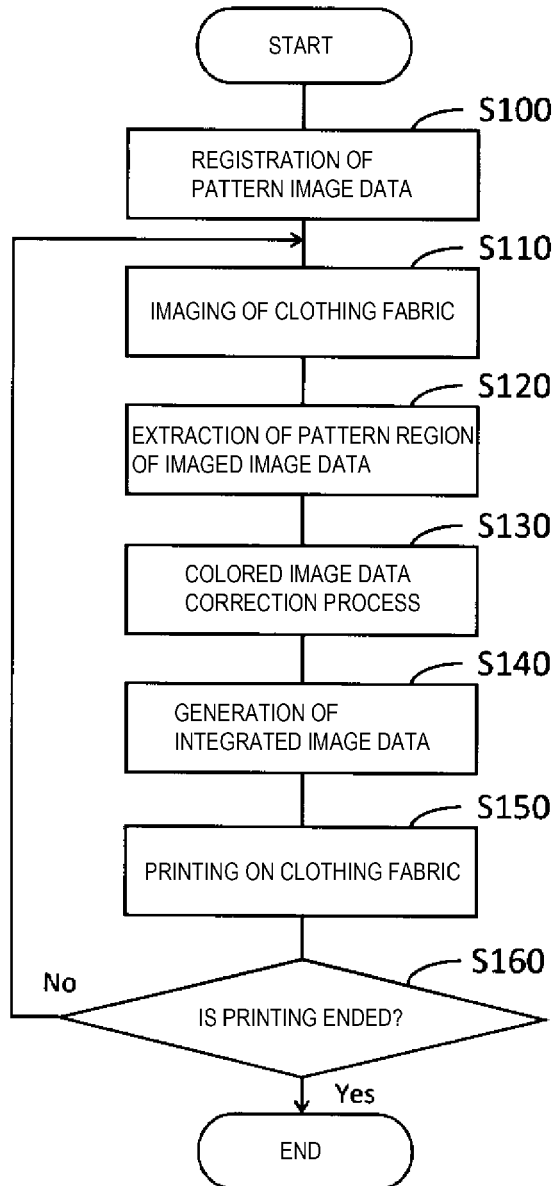 START
S100
REGISTRATION OF
PATTERN IMAGE DATA
S110
IMAGING OF CLOTHING FABRIC
S120
EXTRACTION OF PATTERN REGION
OF IMAGED IMAGE DATA
S130
COLORED IMAGE DATA
CORRECTION PROCESS
S140
GENERATION OF
INTEGRATED IMAGE DATA
S150
PRINTING ON CLOTHING FABRIC
S160
No
IS PRINTING ENDED?
Yes
END